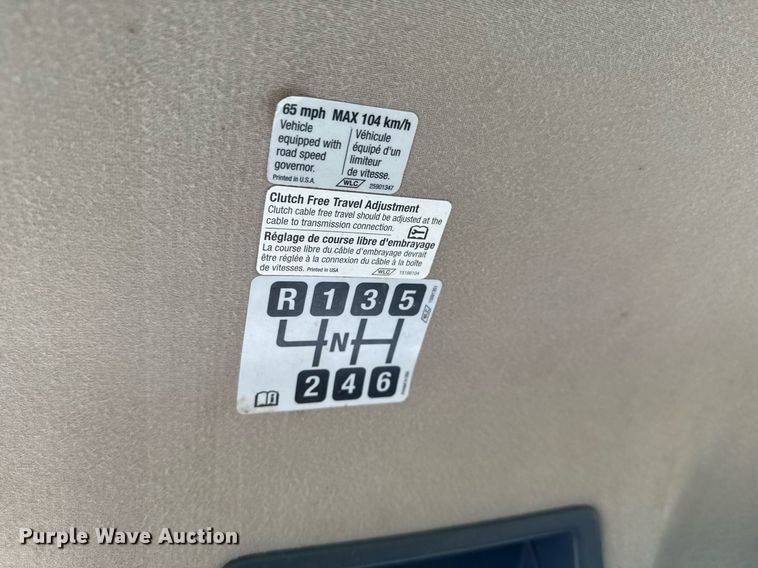 65 mph MAX 104 km/h
Vehicle
equipped with
road speed
governor.
Printed in U.S.A.
Véhicule
équipé d'un
limiteur
de vitesse.
WLC 25901347
Clutch Free Travel Adjustment
Clutch cable free travel should be adjusted at the
cable to transmission connection.
Réglage de course libre d'embrayage
La course libre du câble d'embrayage devrait
être réglée à la connexion du câble à la boîte
de vitesses. Printed in USA
WLC 15186104
R 1 3 5
N
2 4 6
Purple Wave Auction